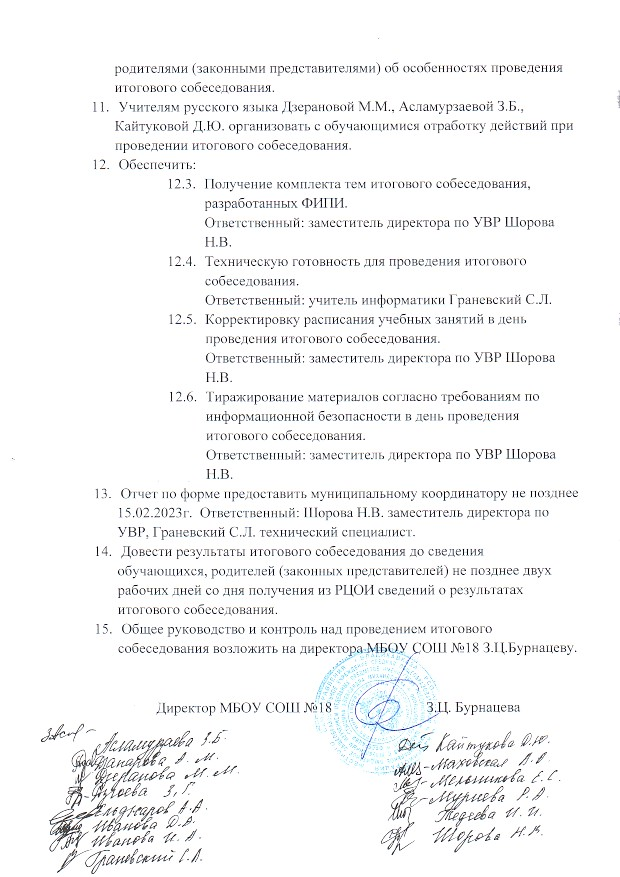 родителями (законными представителями) об особенностях проведения
итогового собеседования.
11. Учителям русского языка Дзерановой М.М., Асламурзаевой З.Б.,
Кайтуковой Д.Ю. организовать с обучающимися отработку действий при
проведении итогового собеседования.
12. Обеспечить:
12.3. Получение комплекта тем итогового собеседования,
разработанных ФИПИ.
Ответственный: заместитель директора по УВР Шорова
Н.В.
12.4. Техническую готовность для проведения итогового
собеседования.
Ответственный: учитель информатики Граневский С.Л.
12.5. Корректировку расписания учебных занятий в день
проведения итогового собеседования.
Ответственный: заместитель директора по УВР Шорова
Н.В.
12.6. Тиражирование материалов согласно требованиям по
информационной безопасности в день проведения
итогового собеседования.
Ответственный: заместитель директора по УВР Шорова
Н.В.
13. Отчет по форме предоставить муниципальному координатору не позднее
15.02.2023г. Ответственный: Шорова Н.В. заместитель директора по
УВР, Граневский С.Л. технический специалист.
14. Довести результаты итогового собеседования до сведения
обучающихся, родителей (законных представителей) не позднее двух
рабочих дней со дня получения из РЦОИ сведений о результатах
итогового собеседования.
15. Общее руководство и контроль над проведением итогового
собеседования возложить на директора МБОУ СОШ №18 З.Ц.Бурнацеву.
Директор МБОУ СОШ №18 З.Ц. Бурнацева
Асламурзаева З.Б.
А.М.
Дзеранова М.М.
З.Г.
Ельджаров А.А.
Иванова Д.А.
Иванова И.А.
Граневский С.Л.
Кайтукова Д.Ю.
Маховская Л.А.
Мельникова Е.С.
Муриева Р.А.
Тедеева И.И.
Шорова Н.В.